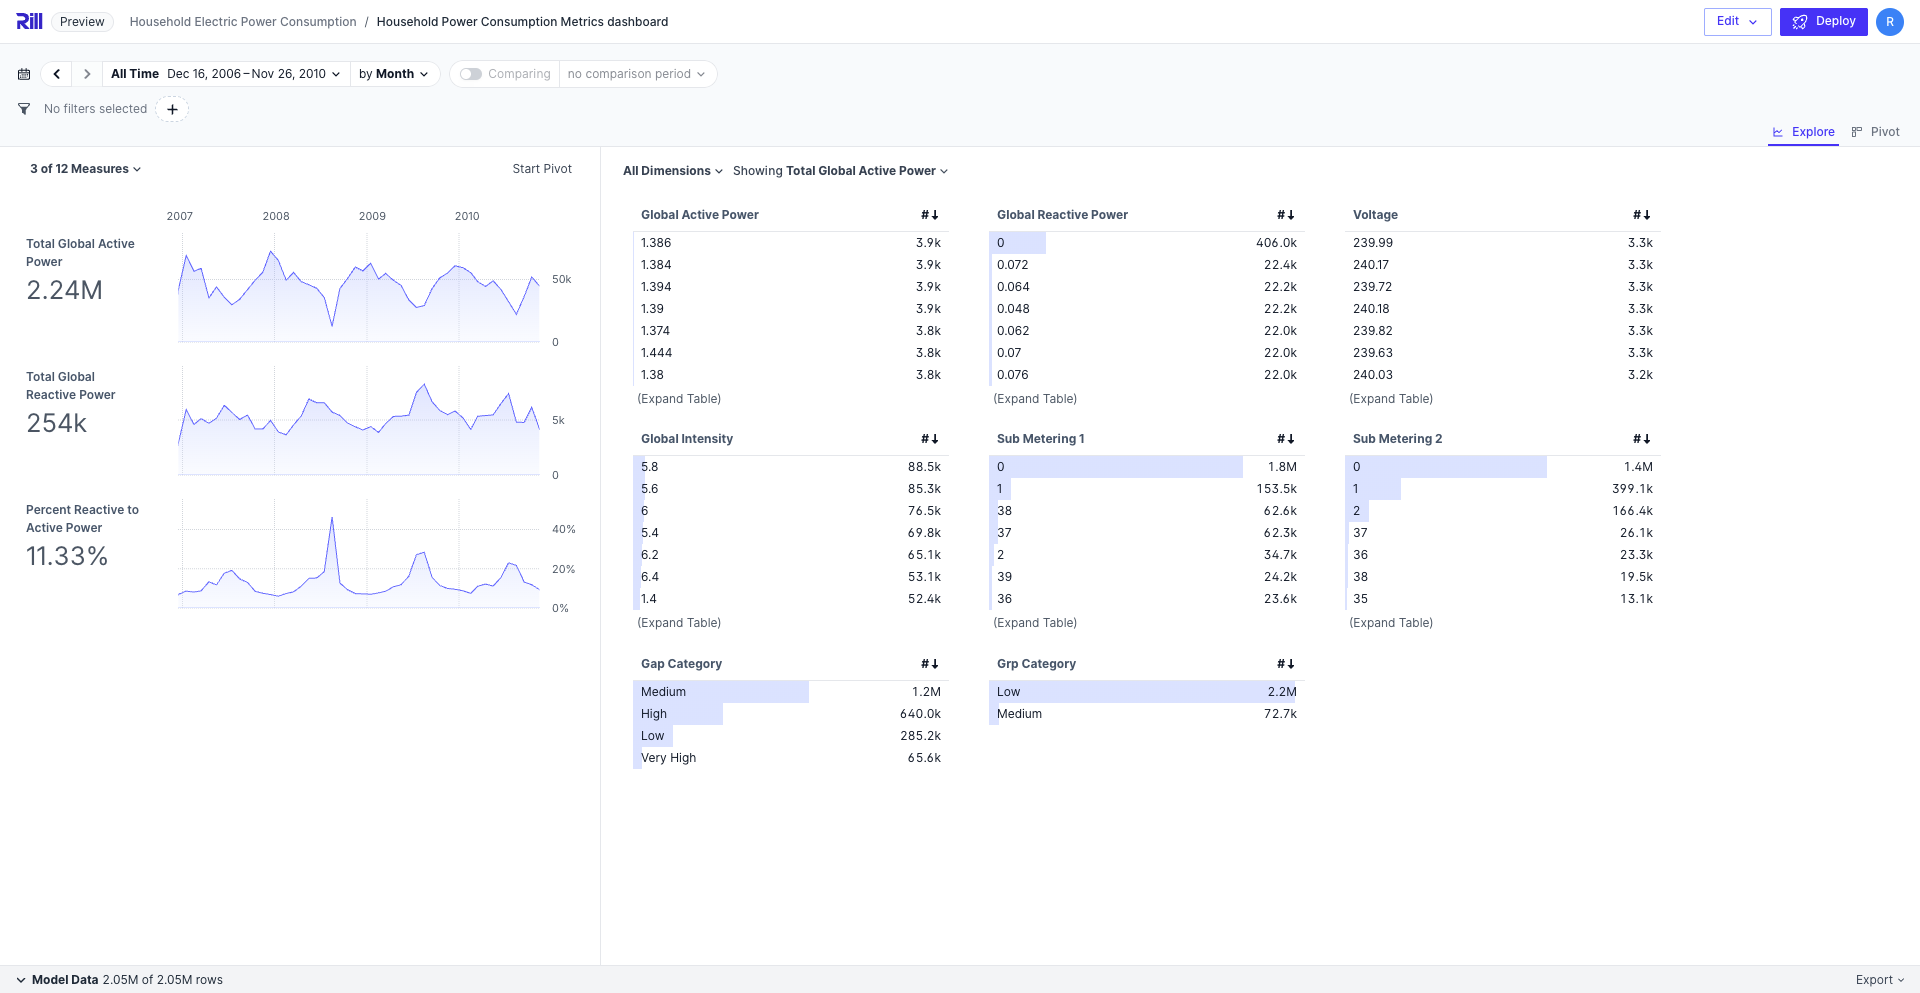 Rill Preview Household Electric Power Consumption / Household Power Consumption Metrics dashboard Edit Deploy R
All Time Dec 16, 2006 – Nov 26, 2010 by Month Comparing no comparison period
No filters selected +
Explore Pivot
3 of 12 Measures Start Pivot
2007 2008 2009 2010
Total Global Active
Power
2.24M
50k
0
Total Global
Reactive Power
254k
5k
0
Percent Reactive to
Active Power
11.33%
40%
20%
0%
All Dimensions Showing Total Global Active Power
Global Active Power #
1.386 3.9k
1.384 3.9k
1.394 3.9k
1.39 3.9k
1.374 3.8k
1.444 3.8k
1.38 3.8k
(Expand Table)
Global Reactive Power #
0 406.0k
0.072 22.4k
0.064 22.2k
0.048 22.2k
0.062 22.0k
0.07 22.0k
0.076 22.0k
(Expand Table)
Voltage #
239.99 3.3k
240.17 3.3k
239.72 3.3k
240.18 3.3k
239.82 3.3k
239.63 3.3k
240.03 3.2k
(Expand Table)
Global Intensity #
5.8 88.5k
5.6 85.3k
6 76.5k
5.4 69.8k
6.2 65.1k
6.4 53.1k
1.4 52.4k
(Expand Table)
Sub Metering 1 #
0 1.8M
1 153.5k
38 62.6k
37 62.3k
2 34.7k
39 24.2k
36 23.6k
(Expand Table)
Sub Metering 2 #
0 1.4M
1 399.1k
2 166.4k
37 26.1k
36 23.3k
38 19.5k
35 13.1k
(Expand Table)
Gap Category #
Medium 1.2M
High 640.0k
Low 285.2k
Very High 65.6k
Grp Category #
Low 2.2M
Medium 72.7k
Model Data 2.05M of 2.05M rows Export